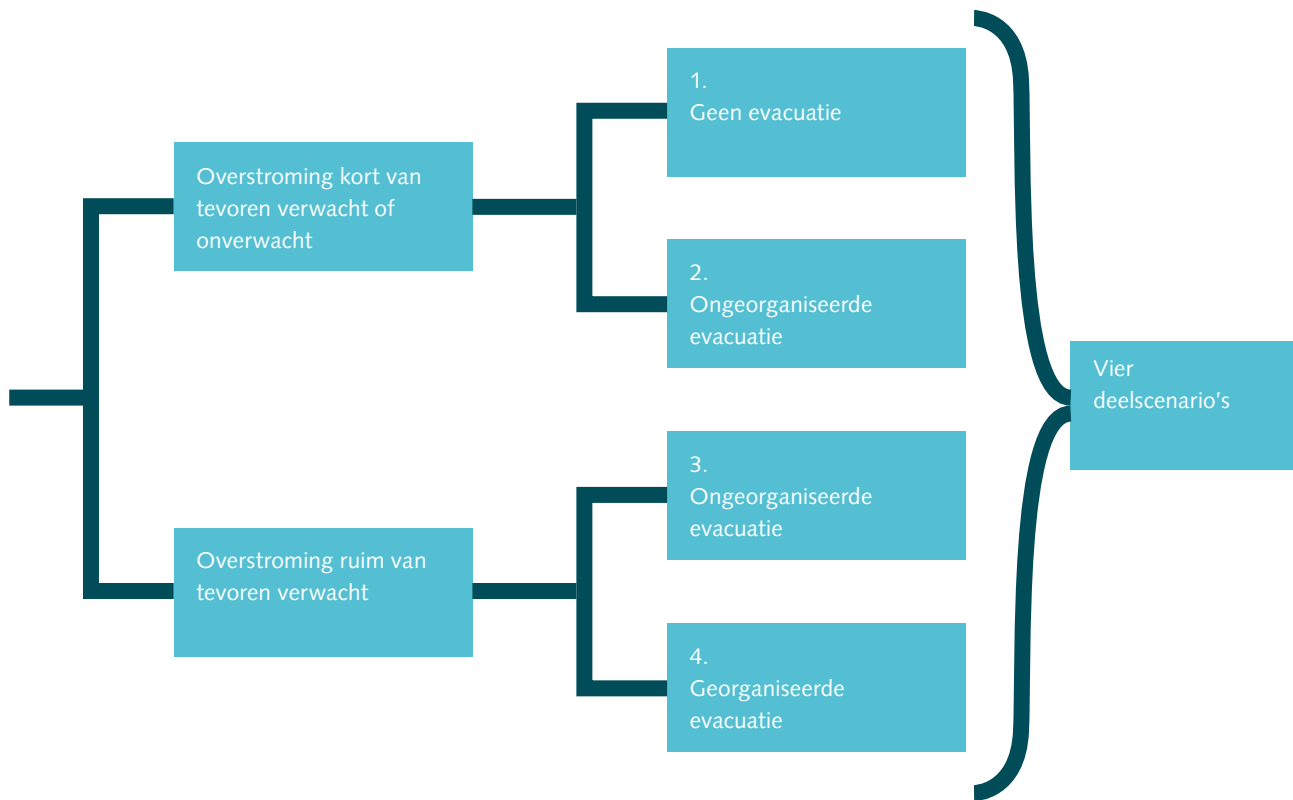 Overstroming kort van
tevoren verwacht of
onverwacht
Overstroming ruim van
tevoren verwacht
1.
Geen evacuatie
2.
Ongeorganiseerde
evacuatie
3.
Ongeorganiseerde
evacuatie
4.
Georganiseerde
evacuatie
Vier
deelscenario's